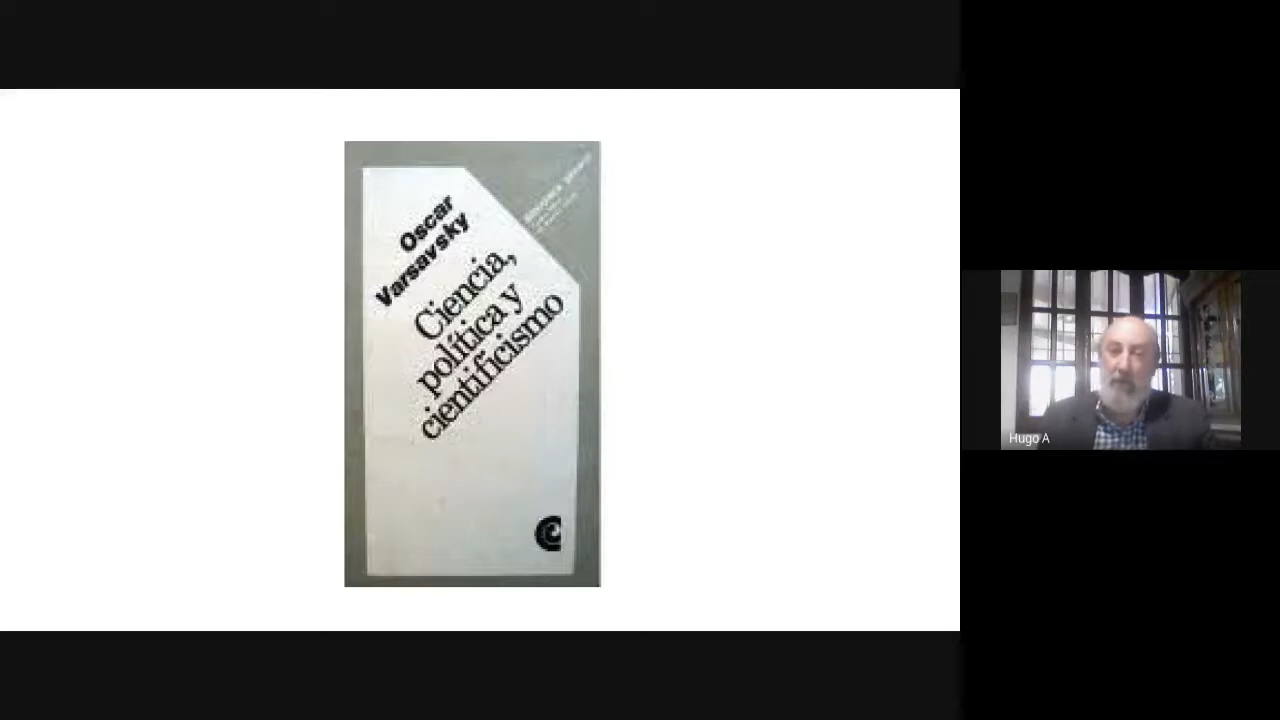 Oscar
Varsavsky
Ciencia,
política y
cientificismo
Hugo A